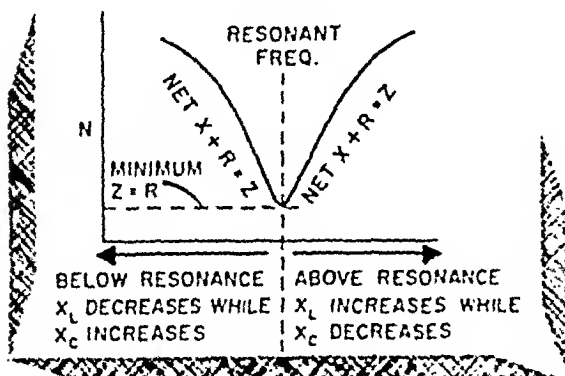 RESONANT
FREQ.
NET X + R = Z
NET X + R = Z
N
MINIMUM
Z = R
BELOW RESONANCE
X_L DECREASES WHILE
X_C INCREASES
ABOVE RESONANCE
X_L INCREASES WHILE
X_C DECREASES